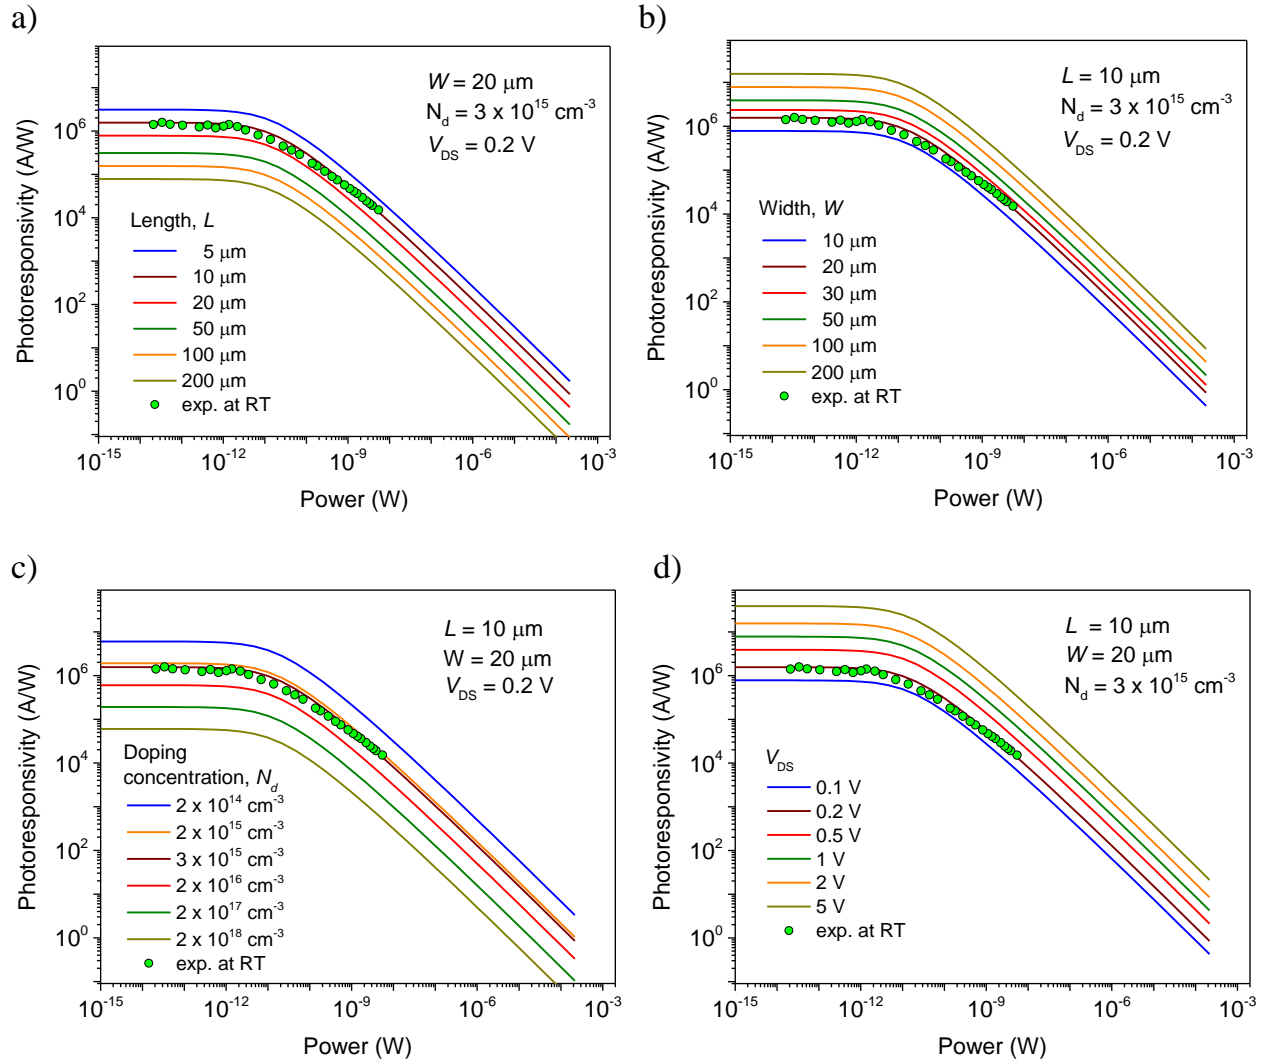 a)
W = 20 μm
N_d = 3 x 10^15 cm^-3
V_DS = 0.2 V
Photoresponsivity (A/W)
10^6
10^4
10^2
10^0
Length, L
5 μm
10 μm
20 μm
50 μm
100 μm
200 μm
exp. at RT
10^-15
10^-12
10^-9
10^-6
10^-3
Power (W)
b)
L = 10 μm
N_d = 3 x 10^15 cm^-3
V_DS = 0.2 V
Photoresponsivity (A/W)
10^6
10^4
10^2
10^0
Width, W
10 μm
20 μm
30 μm
50 μm
100 μm
200 μm
exp. at RT
10^-15
10^-12
10^-9
10^-6
10^-3
Power (W)
c)
L = 10 μm
W = 20 μm
V_DS = 0.2 V
Photoresponsivity (A/W)
10^6
10^4
10^2
10^0
Doping
concentration, N_d
2 x 10^14 cm^-3
2 x 10^15 cm^-3
3 x 10^15 cm^-3
2 x 10^16 cm^-3
2 x 10^17 cm^-3
2 x 10^18 cm^-3
exp. at RT
10^-15
10^-12
10^-9
10^-6
10^-3
Power (W)
d)
L = 10 μm
W = 20 μm
N_d = 3 x 10^15 cm^-3
Photoresponsivity (A/W)
10^6
10^4
10^2
10^0
V_DS
0.1 V
0.2 V
0.5 V
1 V
2 V
5 V
exp. at RT
10^-15
10^-12
10^-9
10^-6
10^-3
Power (W)